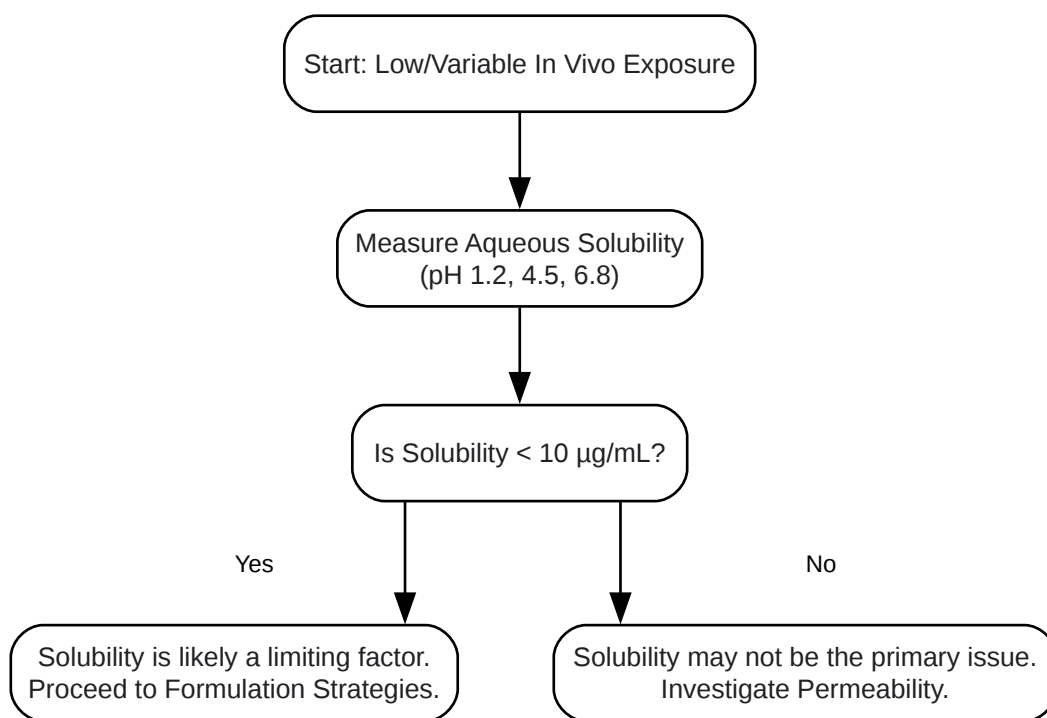 Start: Low/Variable In Vivo Exposure
Measure Aqueous Solubility
(pH 1.2, 4.5, 6.8)
Is Solubility < 10 µg/mL?
Yes
No
Solubility is likely a limiting factor.
Proceed to Formulation Strategies.
Solubility may not be the primary issue.
Investigate Permeability.